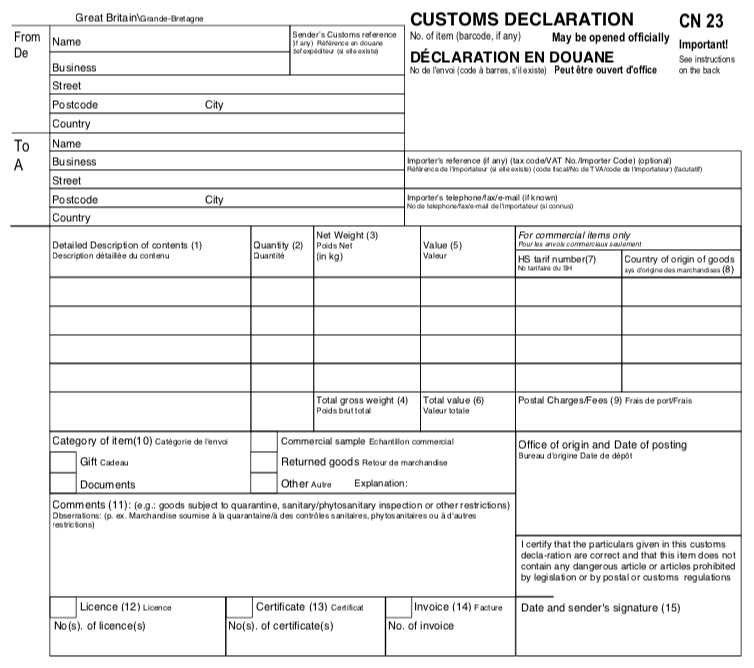 Great Britain\Grande-Bretagne
CUSTOMS DECLARATION
CN 23
From
De
Name
Sender's Customs reference
(if any) Référence en douane
de l'expéditeur (si elle existe)
No. of item (barcode, if any)
May be opened officially
Important!
Business
DÉCLARATION EN DOUANE
See instructions
on the back
No de l'envoi (code à barres, s'il existe) Peut être ouvert d'office
Street
Postcode
City
Country
To
A
Name
Business
Importer's reference (if any) (tax code/VAT No./Importer Code) (optional)
Référence de l'importateur (si elle existe) (code fiscal/No de TVA/code de l'importateur) (facultatif)
Street
Postcode
City
Importer's telephone/fax/e-mail (if known)
No de telephone/fax/e-mail de l'importateur (si connus)
Country
Detailed Description of contents (1)
Description détaillée du contenu
Quantity (2)
Quantité
Net Weight (3)
Poids Net
(in kg)
Value (5)
Valeur
For commercial items only
Pour les envois commerciaux seulement
HS tarif number(7)
No tarifaire du SH
Country of origin of goods
ays d'origine des marchandises (8)
Total gross weight (4)
Poids brut total
Total value (6)
Valeur totale
Postal Charges/Fees (9) Frais de port/Frais
Category of item(10) Catégorie de l'envoi
Commercial sample Echantillon commercial
Gift Cadeau
Returned goods Retour de marchandise
Documents
Other Autre
Explanation:
Office of origin and Date of posting
Bureau d'origine Date de dépôt
Comments (11): (e.g.: goods subject to quarantine, sanitary/phytosanitary inspection or other restrictions)
Observations: (p. ex. Marchandise soumise à la quarantaine/à des contrôles sanitaires, phytosanitaires ou à d'autres
restrictions)
I certify that the particulars given in this customs
decla-ration are correct and that this item does not
contain any dangerous article or articles prohibited
by legislation or by postal or customs regulations
Licence (12) Licence
No(s). of licence(s)
Certificate (13) Certificat
No(s). of certificate(s)
Invoice (14) Facture
No. of invoice
Date and sender's signature (15)